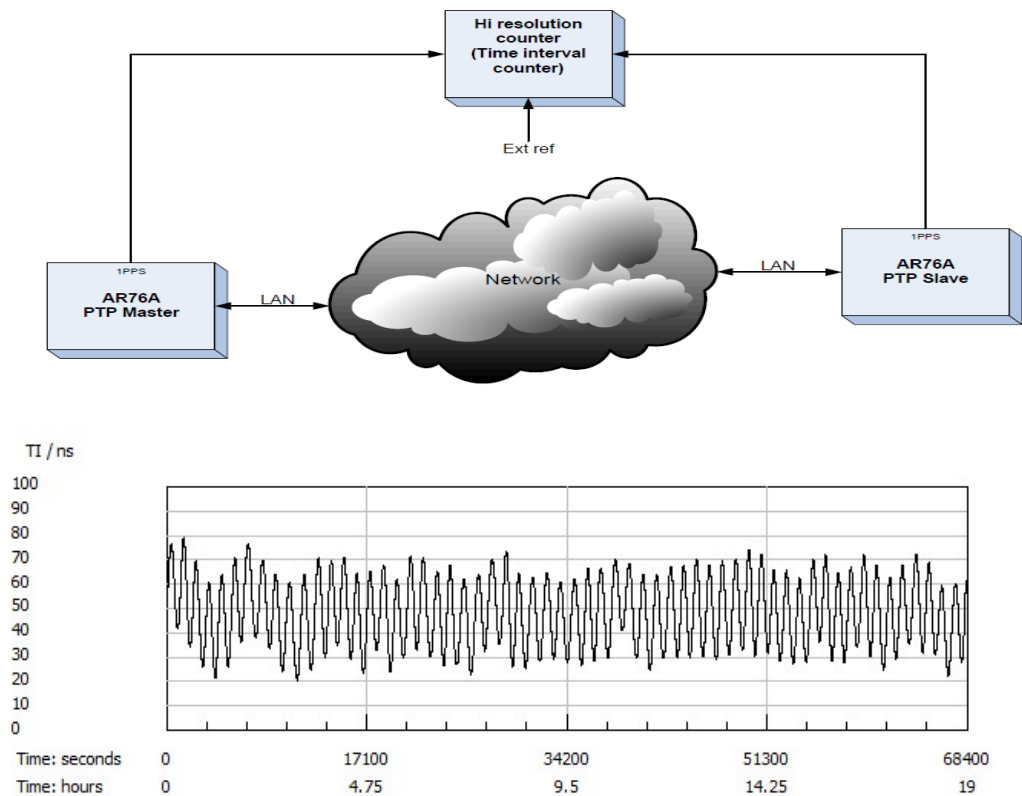 Hi resolution
counter
(Time interval
counter)
Ext ref
1PPS
AR76A
PTP Master
LAN
Network
LAN
1PPS
AR76A
PTP Slave
TI / ns
100
90
80
70
60
50
40
30
20
10
0
Time: seconds 0 17100 34200 51300 68400
Time: hours 0 4.75 9.5 14.25 19